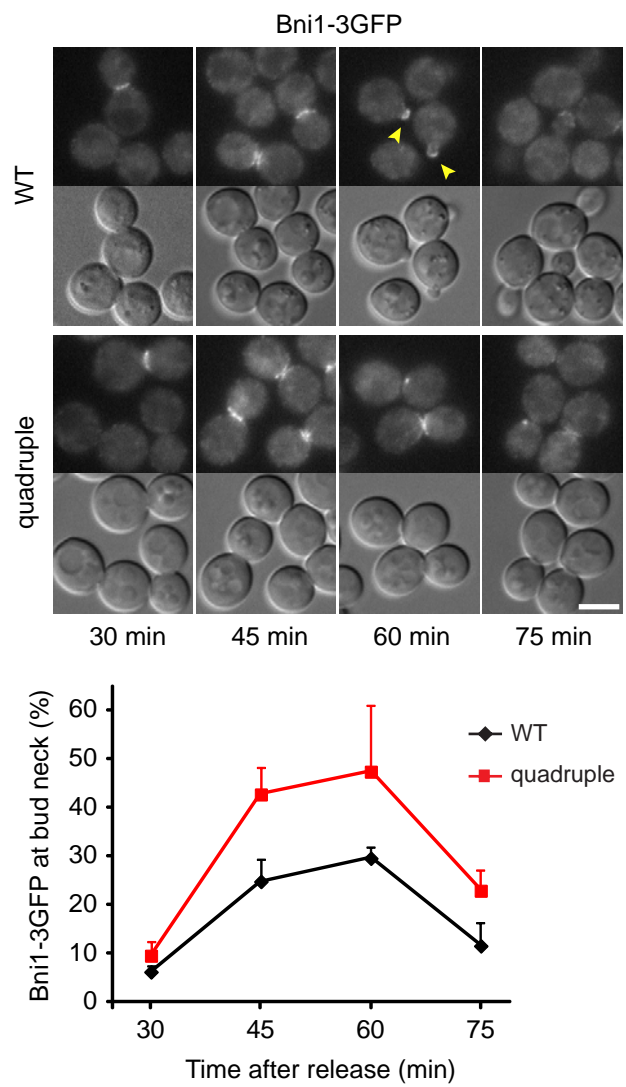 Bni1-3GFP
WT
quadruple
30 min 45 min 60 min 75 min
Bni1-3GFP at bud neck (%)
60
50
40
30
20
10
0
WT
quadruple
30 45 60 75
Time after release (min)